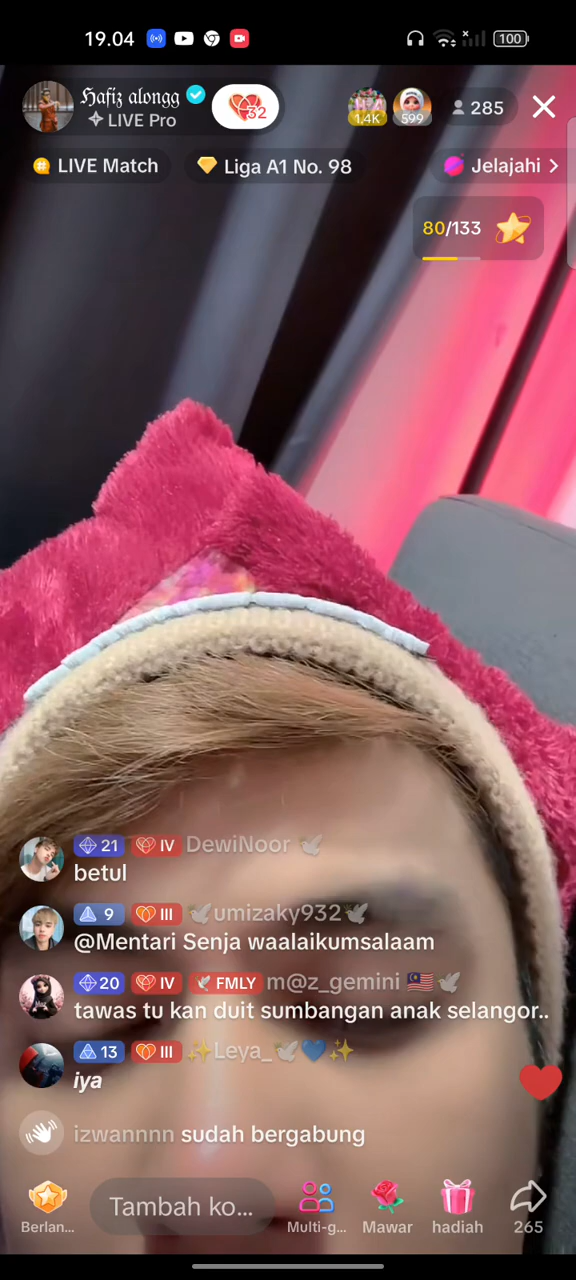 19.04
100
ℌ𝔞𝔣𝔦𝔷 𝔞𝔩𝔬𝔫𝔤𝔤
LIVE Pro
32
1,4K
599
285
LIVE Match
Liga A1 No. 98
Jelajahi >
80/133
21 IV DewiNoor 🕊️
betul
9 III 🕊️umizaky932🕊️
@Mentari Senja waalaikumsalaam
20 IV FMLY m@z_gemini 🇲🇾🕊️
tawas tu kan duit sumbangan anak selangor..
13 III ✨Leya_🕊️💙✨
iya
izwannnn sudah bergabung
Tambah ko...
Berlan...
Multi-g...
Mawar
hadiah
265